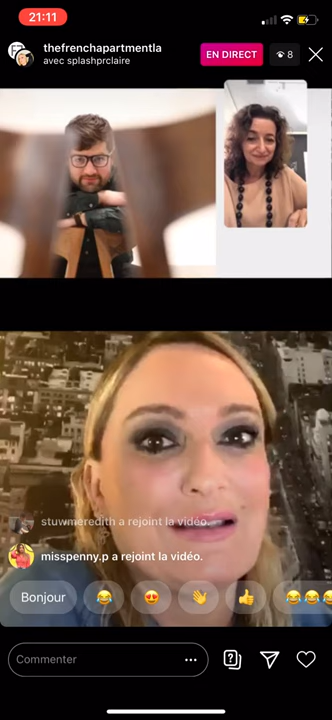 21:11
thefrenchapartmentla
avec splashprclaire
EN DIRECT
8
stuwmeredith a rejoint la vidéo.
misspenny.p a rejoint la vidéo.
Bonjour
Commenter